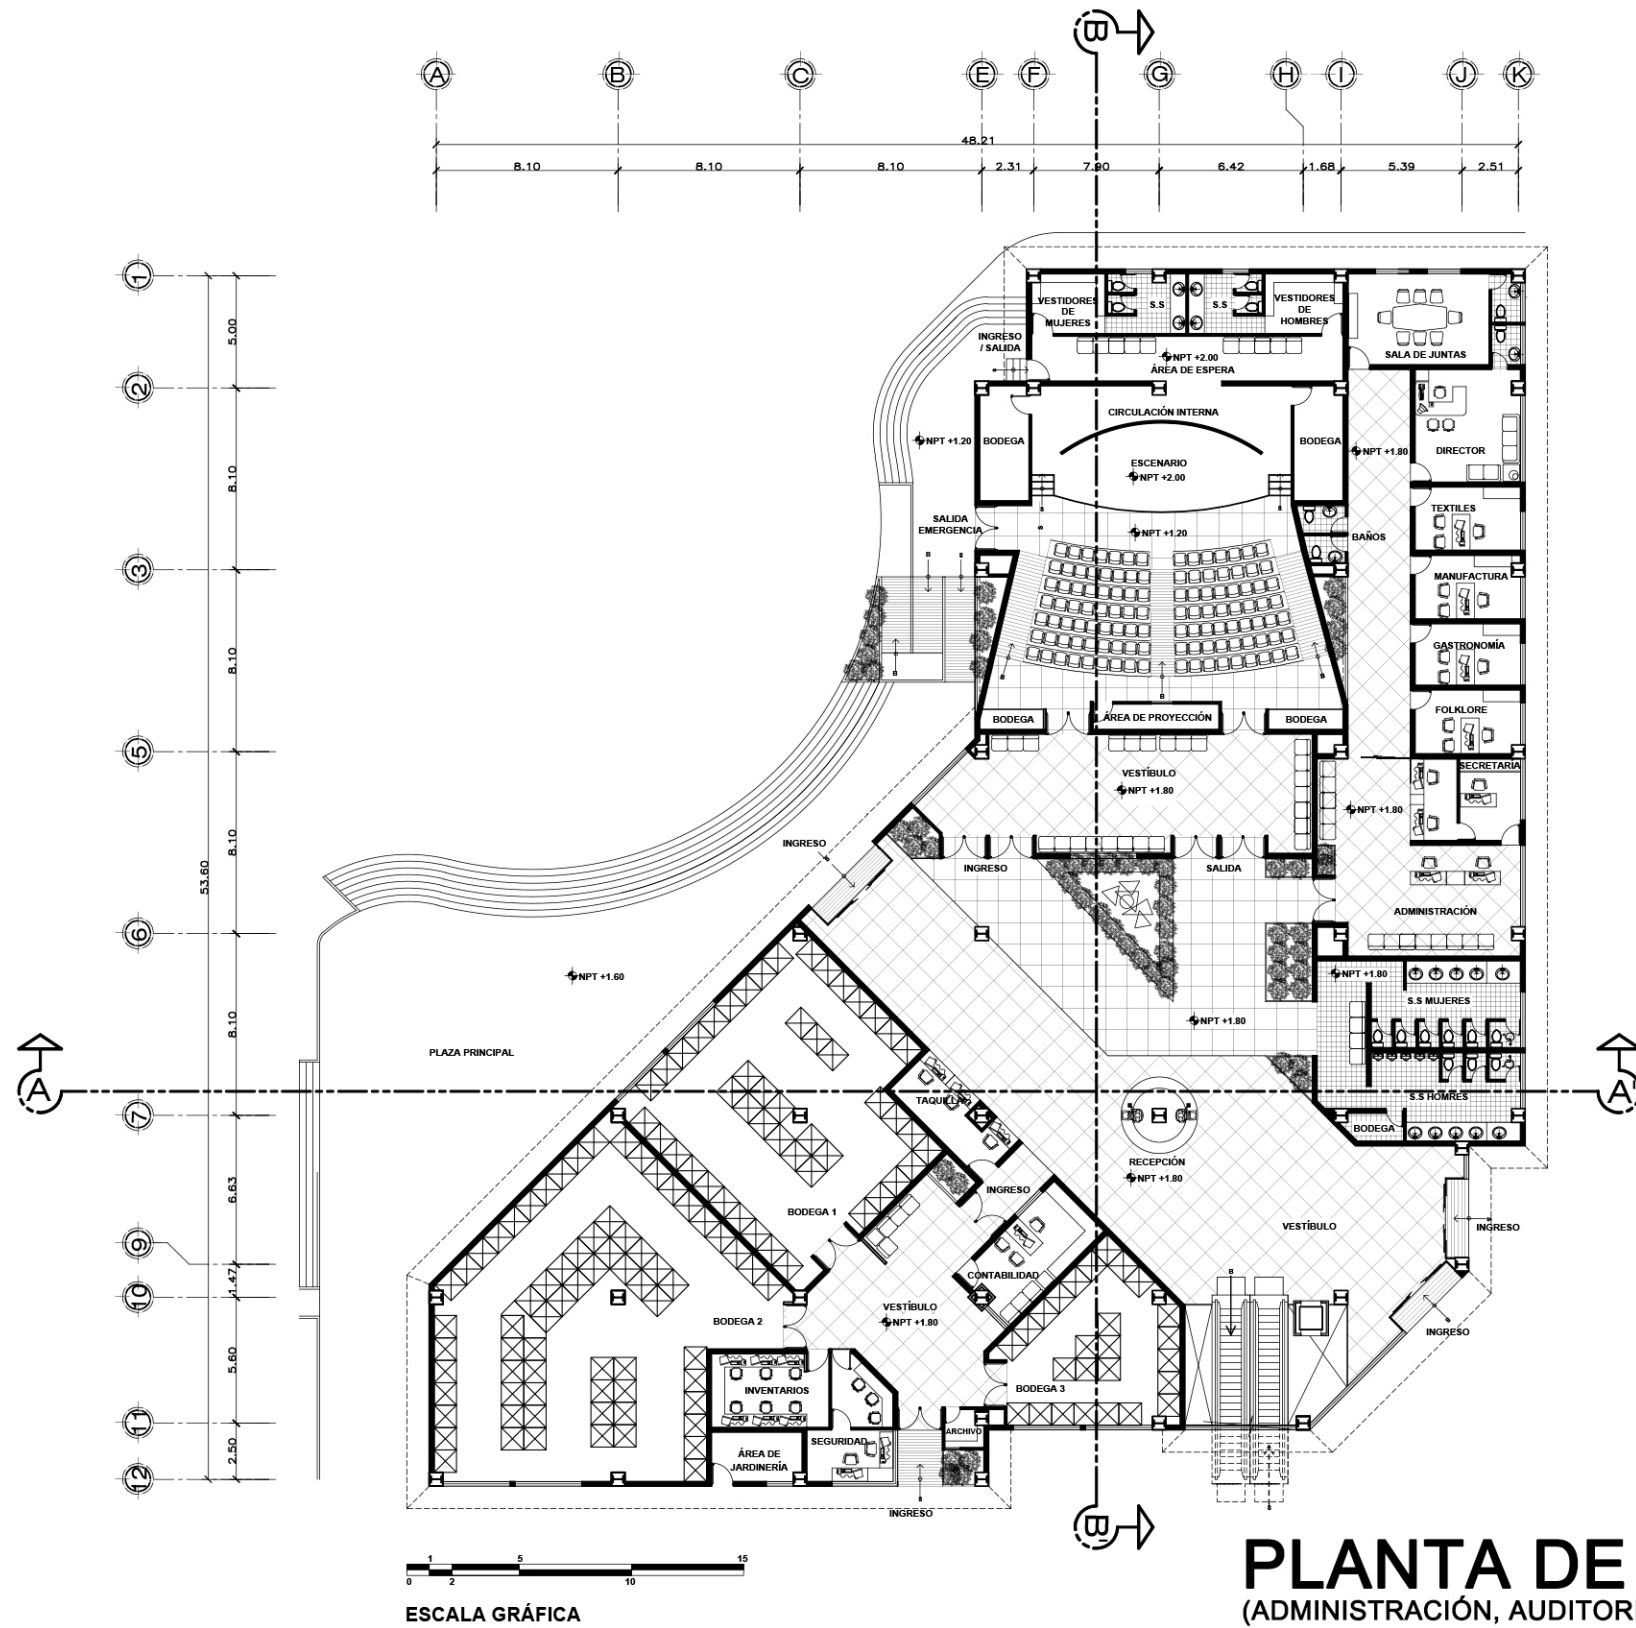 B
A
B
C
E
F
G
H
I
J
K
48.21
8.10
8.10
8.10
2.31
7.90
6.42
1.68
5.39
2.51
1
2
3
5
6
7
9
10
11
12
53.60
5.00
8.10
8.10
8.10
8.10
6.63
1.47
5.60
2.50
VESTIDORES
DE
MUJERES
S.S
S.S
VESTIDORES
DE
HOMBRES
INGRESO
/ SALIDA
NPT +2.00
ÁREA DE ESPERA
SALA DE JUNTAS
CIRCULACIÓN INTERNA
NPT +1.20
BODEGA
BODEGA
NPT +1.80
DIRECTOR
ESCENARIO
NPT +2.00
SALIDA
EMERGENCIA
NPT +1.20
BAÑOS
TEXTILES
MANUFACTURA
GASTRONOMÍA
FOLKLORE
BODEGA
ÁREA DE PROYECCIÓN
BODEGA
VESTÍBULO
NPT +1.80
SECRETARIA
NPT +1.80
INGRESO
INGRESO
SALIDA
ADMINISTRACIÓN
NPT +1.60
NPT +1.80
S.S MUJERES
NPT +1.80
PLAZA PRINCIPAL
A
A'
TAQUILLA
S.S HOMRES
BODEGA
RECEPCIÓN
NPT +1.80
INGRESO
BODEGA 1
VESTÍBULO
INGRESO
CONTABILIDAD
VESTÍBULO
NPT +1.80
BODEGA 2
INGRESO
BODEGA 3
INVENTARIOS
ARCHIVO
SEGURIDAD
ÁREA DE
JARDINERÍA
INGRESO
B'
1
5
15
0
2
10
ESCALA GRÁFICA
PLANTA DE
(ADMINISTRACIÓN, AUDITORI